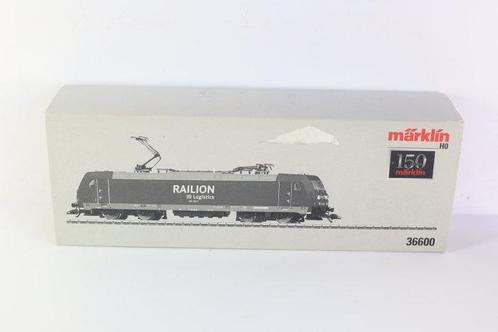 märklin
H0
150
märklin
RAILION
DB Logistics
36600